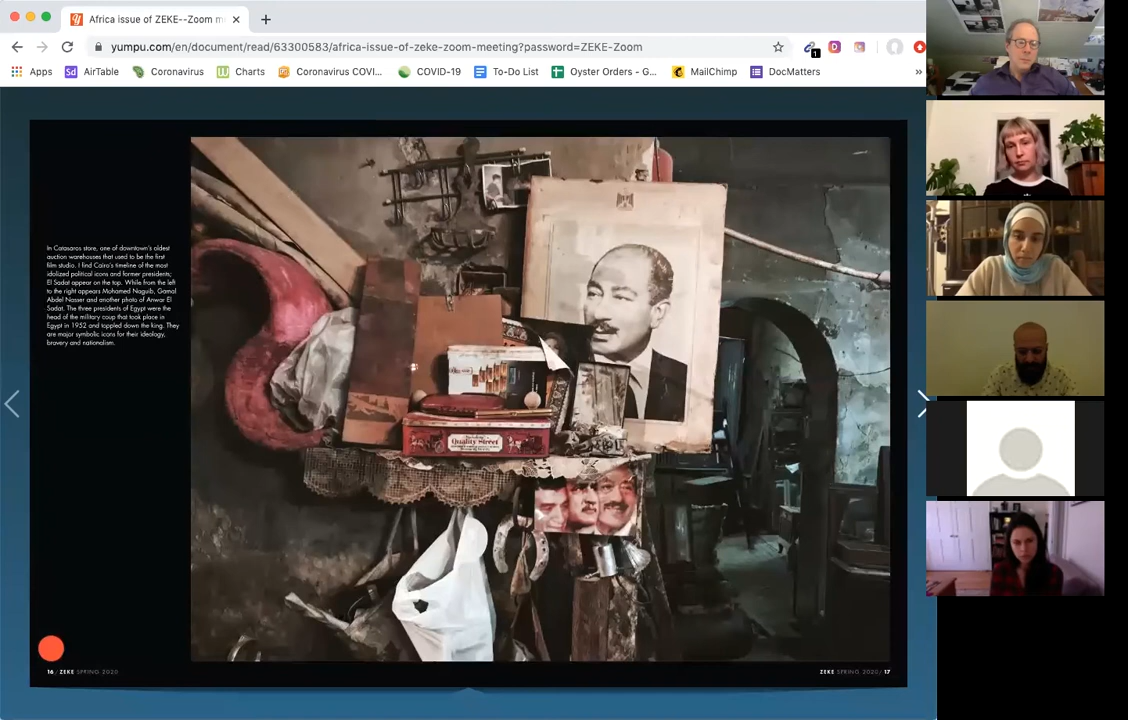 Africa issue of ZEKE--Zoom m
yumpu.com/en/document/read/63300583/africa-issue-of-zeke-zoom-meeting?password=ZEKE-Zoom
1
D
Apps
Sd AirTable
Coronavirus
Charts
Coronavirus COVI...
COVID-19
To-Do List
Oyster Orders - G...
MailChimp
DocMatters
»
In Catasaros store, one of downtown's oldest
auction warehouses that used to be the first
film studio. I find Cairo's timeline of the most
idolized political icons and former presidents;
El Sadat appear on the top. While from the left
to the right appears Mohamed Naguib, Gamal
Abdel Nasser and another photo of Anwar El
Sadat. The three presidents of Egypt were the
head of the military coup that took place in
Egypt in 1952 and toppled down the king. They
are major symbolic icons for their ideology,
bravery and nationalism.
Quality Street
16 / ZEKE SPRING 2020
ZEKE SPRING 2020/ 17